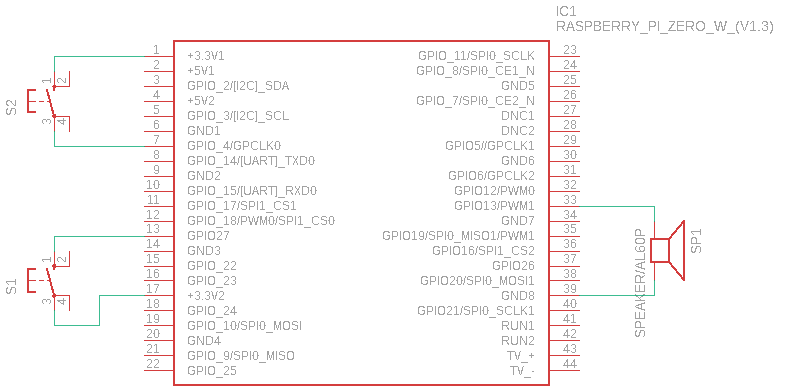 IC1
RASPBERRY_PI_ZERO_W_(V1.3)
1 +3.3V1 GPIO_11/SPI0_SCLK 23
2 +5V1 GPIO_8/SPI0_CE1_N 24
3 GPIO_2/[I2C]_SDA GND5 25
4 +5V2 GPIO_7/SPI0_CE2_N 26
5 GPIO_3/[I2C]_SCL DNC1 27
6 GND1 DNC2 28
7 GPIO_4/GPCLK0 GPIO5//GPCLK1 29
8 GPIO_14/[UART]_TXD0 GND6 30
9 GND2 GPIO6/GPCLK2 31
10 GPIO_15/[UART]_RXD0 GPIO12/PWM0 32
11 GPIO_17/SPI1_CS1 GPIO13/PWM1 33
12 GPIO_18/PWM0/SPI1_CS0 GND7 34
13 GPIO27 GPIO19/SPI0_MISO1/PWM1 35
14 GND3 GPIO16/SPI1_CS2 36
15 GPIO_22 GPIO26 37
16 GPIO_23 GPIO20/SPI0_MOSI1 38
17 +3.3V2 GND8 39
18 GPIO_24 GPIO21/SPI0_SCLK1 40
19 GPIO_10/SPI0_MOSI RUN1 41
20 GND4 RUN2 42
21 GPIO_9/SPI0_MISO TV_+ 43
22 GPIO_25 TV_- 44
S2
1 2
3 4
S1
1 2
3 4
SPEAKER/AL60P
SP1